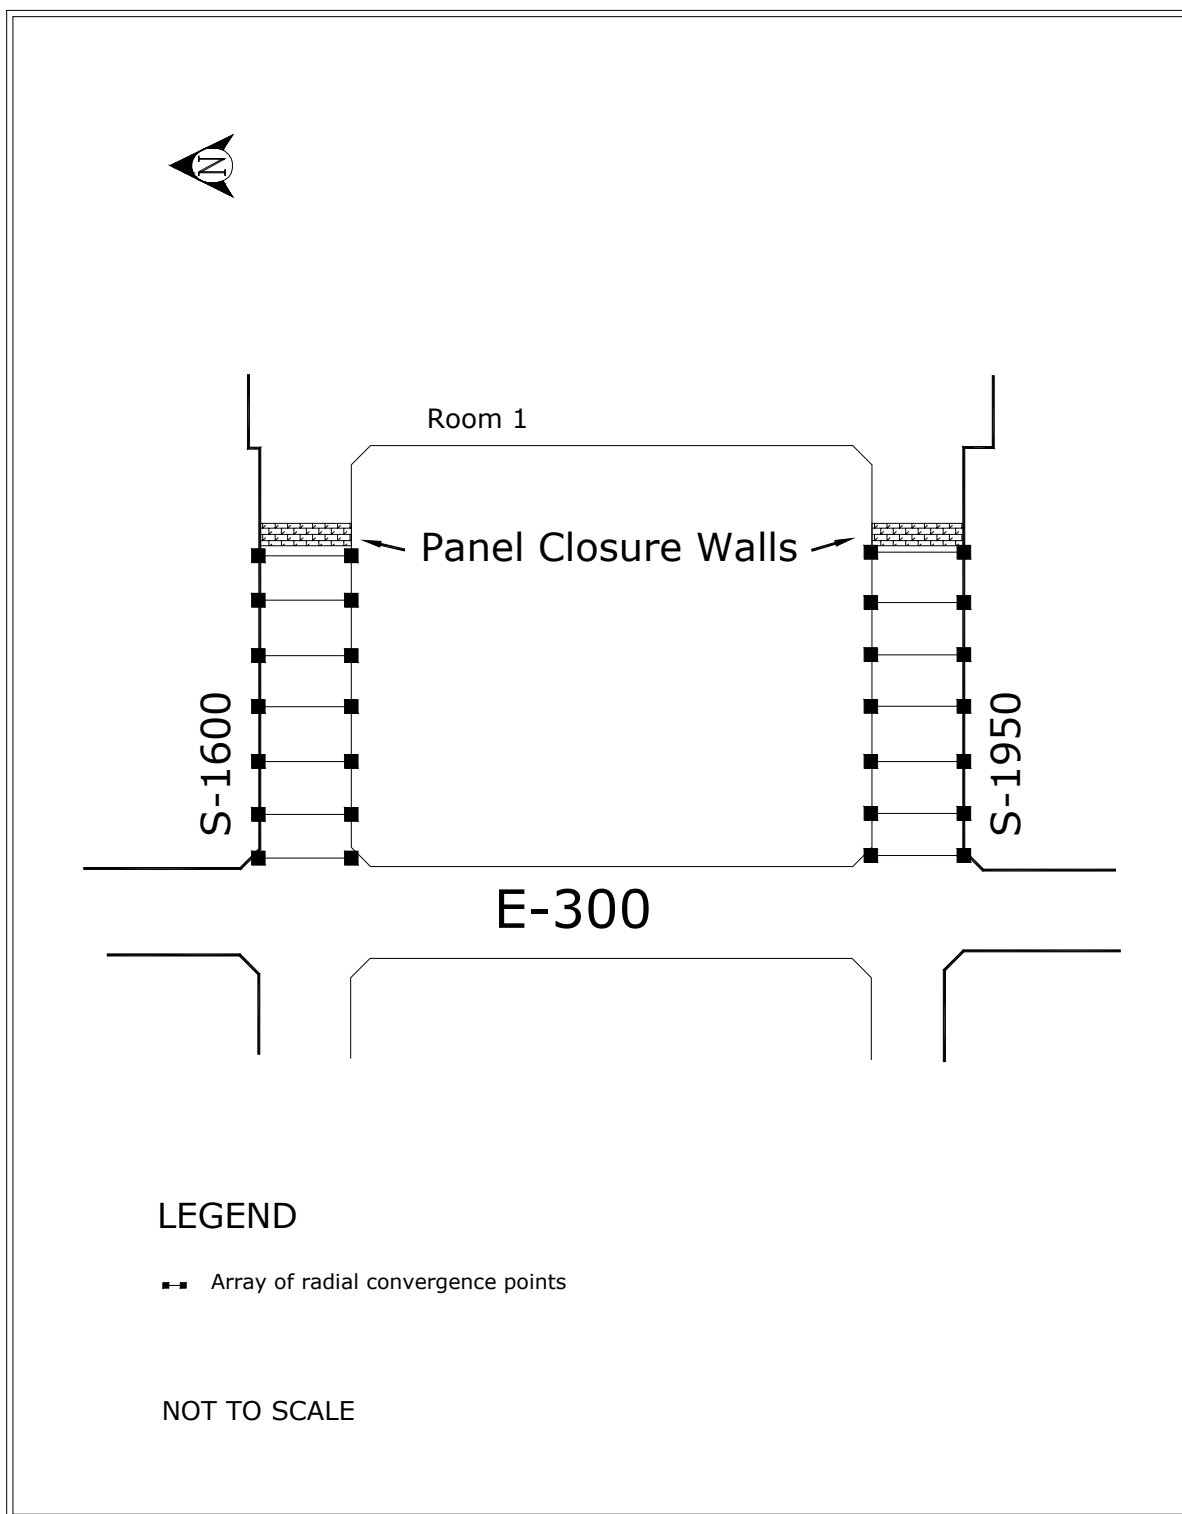 N
Room 1
Panel Closure Walls
S-1600
S-1950
E-300
LEGEND
Array of radial convergence points
NOT TO SCALE